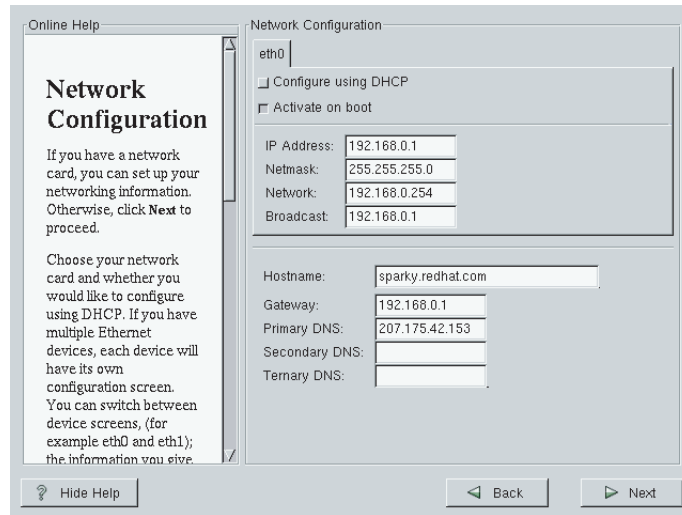 Online Help
Network
Configuration
If you have a network
card, you can set up your
networking information.
Otherwise, click Next to
proceed.
Choose your network
card and whether you
would like to configure
using DHCP. If you have
multiple Ethernet
devices, each device will
have its own
configuration screen.
You can switch between
device screens, (for
example eth0 and eth1);
the information you give
Network Configuration
eth0
Configure using DHCP
Activate on boot
IP Address: 192.168.0.1
Netmask: 255.255.255.0
Network: 192.168.0.254
Broadcast: 192.168.0.1
Hostname: sparky.redhat.com
Gateway: 192.168.0.1
Primary DNS: 207.175.42.153
Secondary DNS:
Ternary DNS:
Hide Help
Back
Next